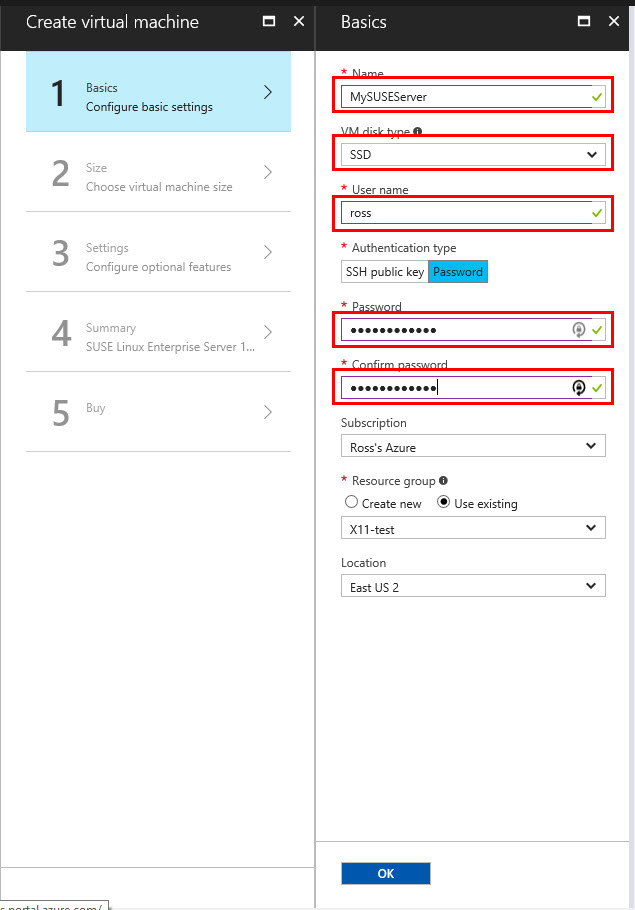 Create virtual machine
1
Basics
Configure basic settings
2
Size
Choose virtual machine size
3
Settings
Configure optional features
4
Summary
SUSE Linux Enterprise Server 1...
5
Buy
Basics
* Name
MySUSEServer
VM disk type
SSD
* User name
ross
* Authentication type
SSH public key Password
* Password
••••••••••••
* Confirm password
••••••••••••
Subscription
Ross's Azure
* Resource group
Create new Use existing
X11-test
Location
East US 2
OK
s.portal.azure.com/